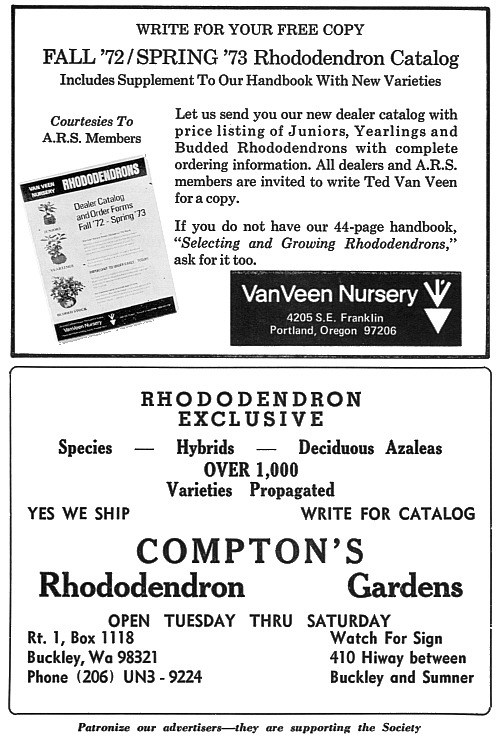 WRITE FOR YOUR FREE COPY
FALL '72/SPRING '73 Rhododendron Catalog
Includes Supplement To Our Handbook With New Varieties
Courtesies To
A.R.S. Members
VAN VEEN
NURSERY
RHODODENDRONS
Dealer Catalog
and Order Forms
Fall '72 - Spring '73
VanVeen Nursery
Let us send you our new dealer catalog with
price listing of Juniors, Yearlings and
Budded Rhododendrons with complete
ordering information. All dealers and A.R.S.
members are invited to write Ted Van Veen
for a copy.
If you do not have our 44-page handbook,
"Selecting and Growing Rhododendrons,"
ask for it too.
VanVeen Nursery
4205 S.E. Franklin
Portland, Oregon 97206
RHODODENDRON
EXCLUSIVE
Species — Hybrids — Deciduous Azaleas
OVER 1,000
Varieties Propagated
YES WE SHIP WRITE FOR CATALOG
COMPTON'S
Rhododendron Gardens
OPEN TUESDAY THRU SATURDAY
Rt. 1, Box 1118 Watch For Sign
Buckley, Wa 98321 410 Hiway between
Phone (206) UN3-9224 Buckley and Sumner
Patronize our advertisers—they are supporting the Society